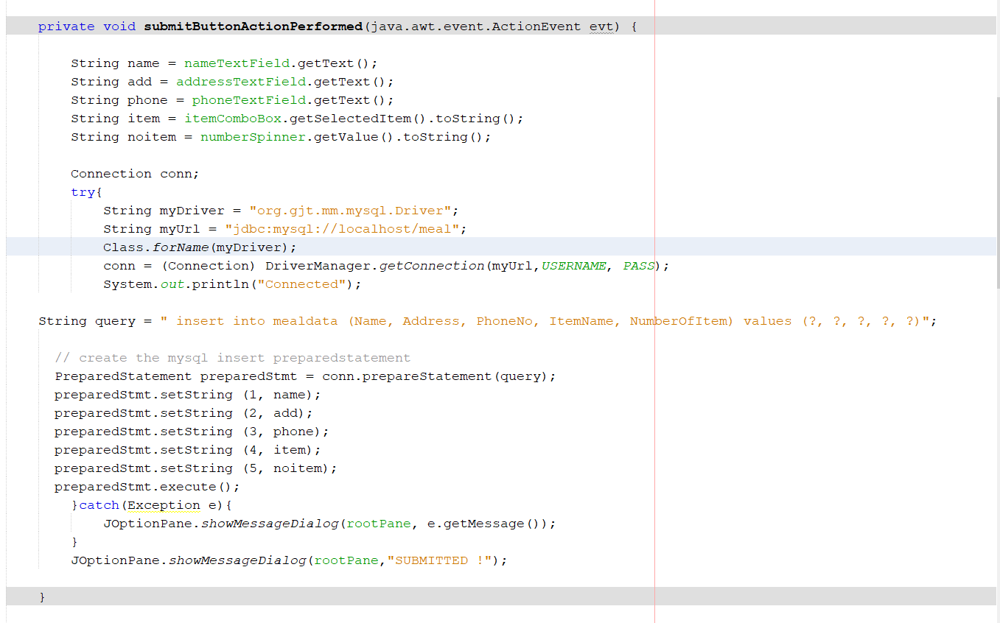 private void submitButtonActionPerformed(java.awt.event.ActionEvent evt) {
String name = nameTextField.getText();
String add = addressTextField.getText();
String phone = phoneTextField.getText();
String item = itemComboBox.getSelectedItem().toString();
String noitem = numberSpinner.getValue().toString();
Connection conn;
try{
String myDriver = "org.gjt.mm.mysql.Driver";
String myUrl = "jdbc:mysql://localhost/meal";
Class.forName(myDriver);
conn = (Connection) DriverManager.getConnection(myUrl,USERNAME, PASS);
System.out.println("Connected");
String query = " insert into mealdata (Name, Address, PhoneNo, ItemName, NumberOfItem) values (?, ?, ?, ?, ?)";
// create the mysql insert preparedstatement
PreparedStatement preparedStmt = conn.prepareStatement(query);
preparedStmt.setString (1, name);
preparedStmt.setString (2, add);
preparedStmt.setString (3, phone);
preparedStmt.setString (4, item);
preparedStmt.setString (5, noitem);
preparedStmt.execute();
}catch(Exception e){
JOptionPane.showMessageDialog(rootPane, e.getMessage());
}
JOptionPane.showMessageDialog(rootPane,"SUBMITTED !");
}